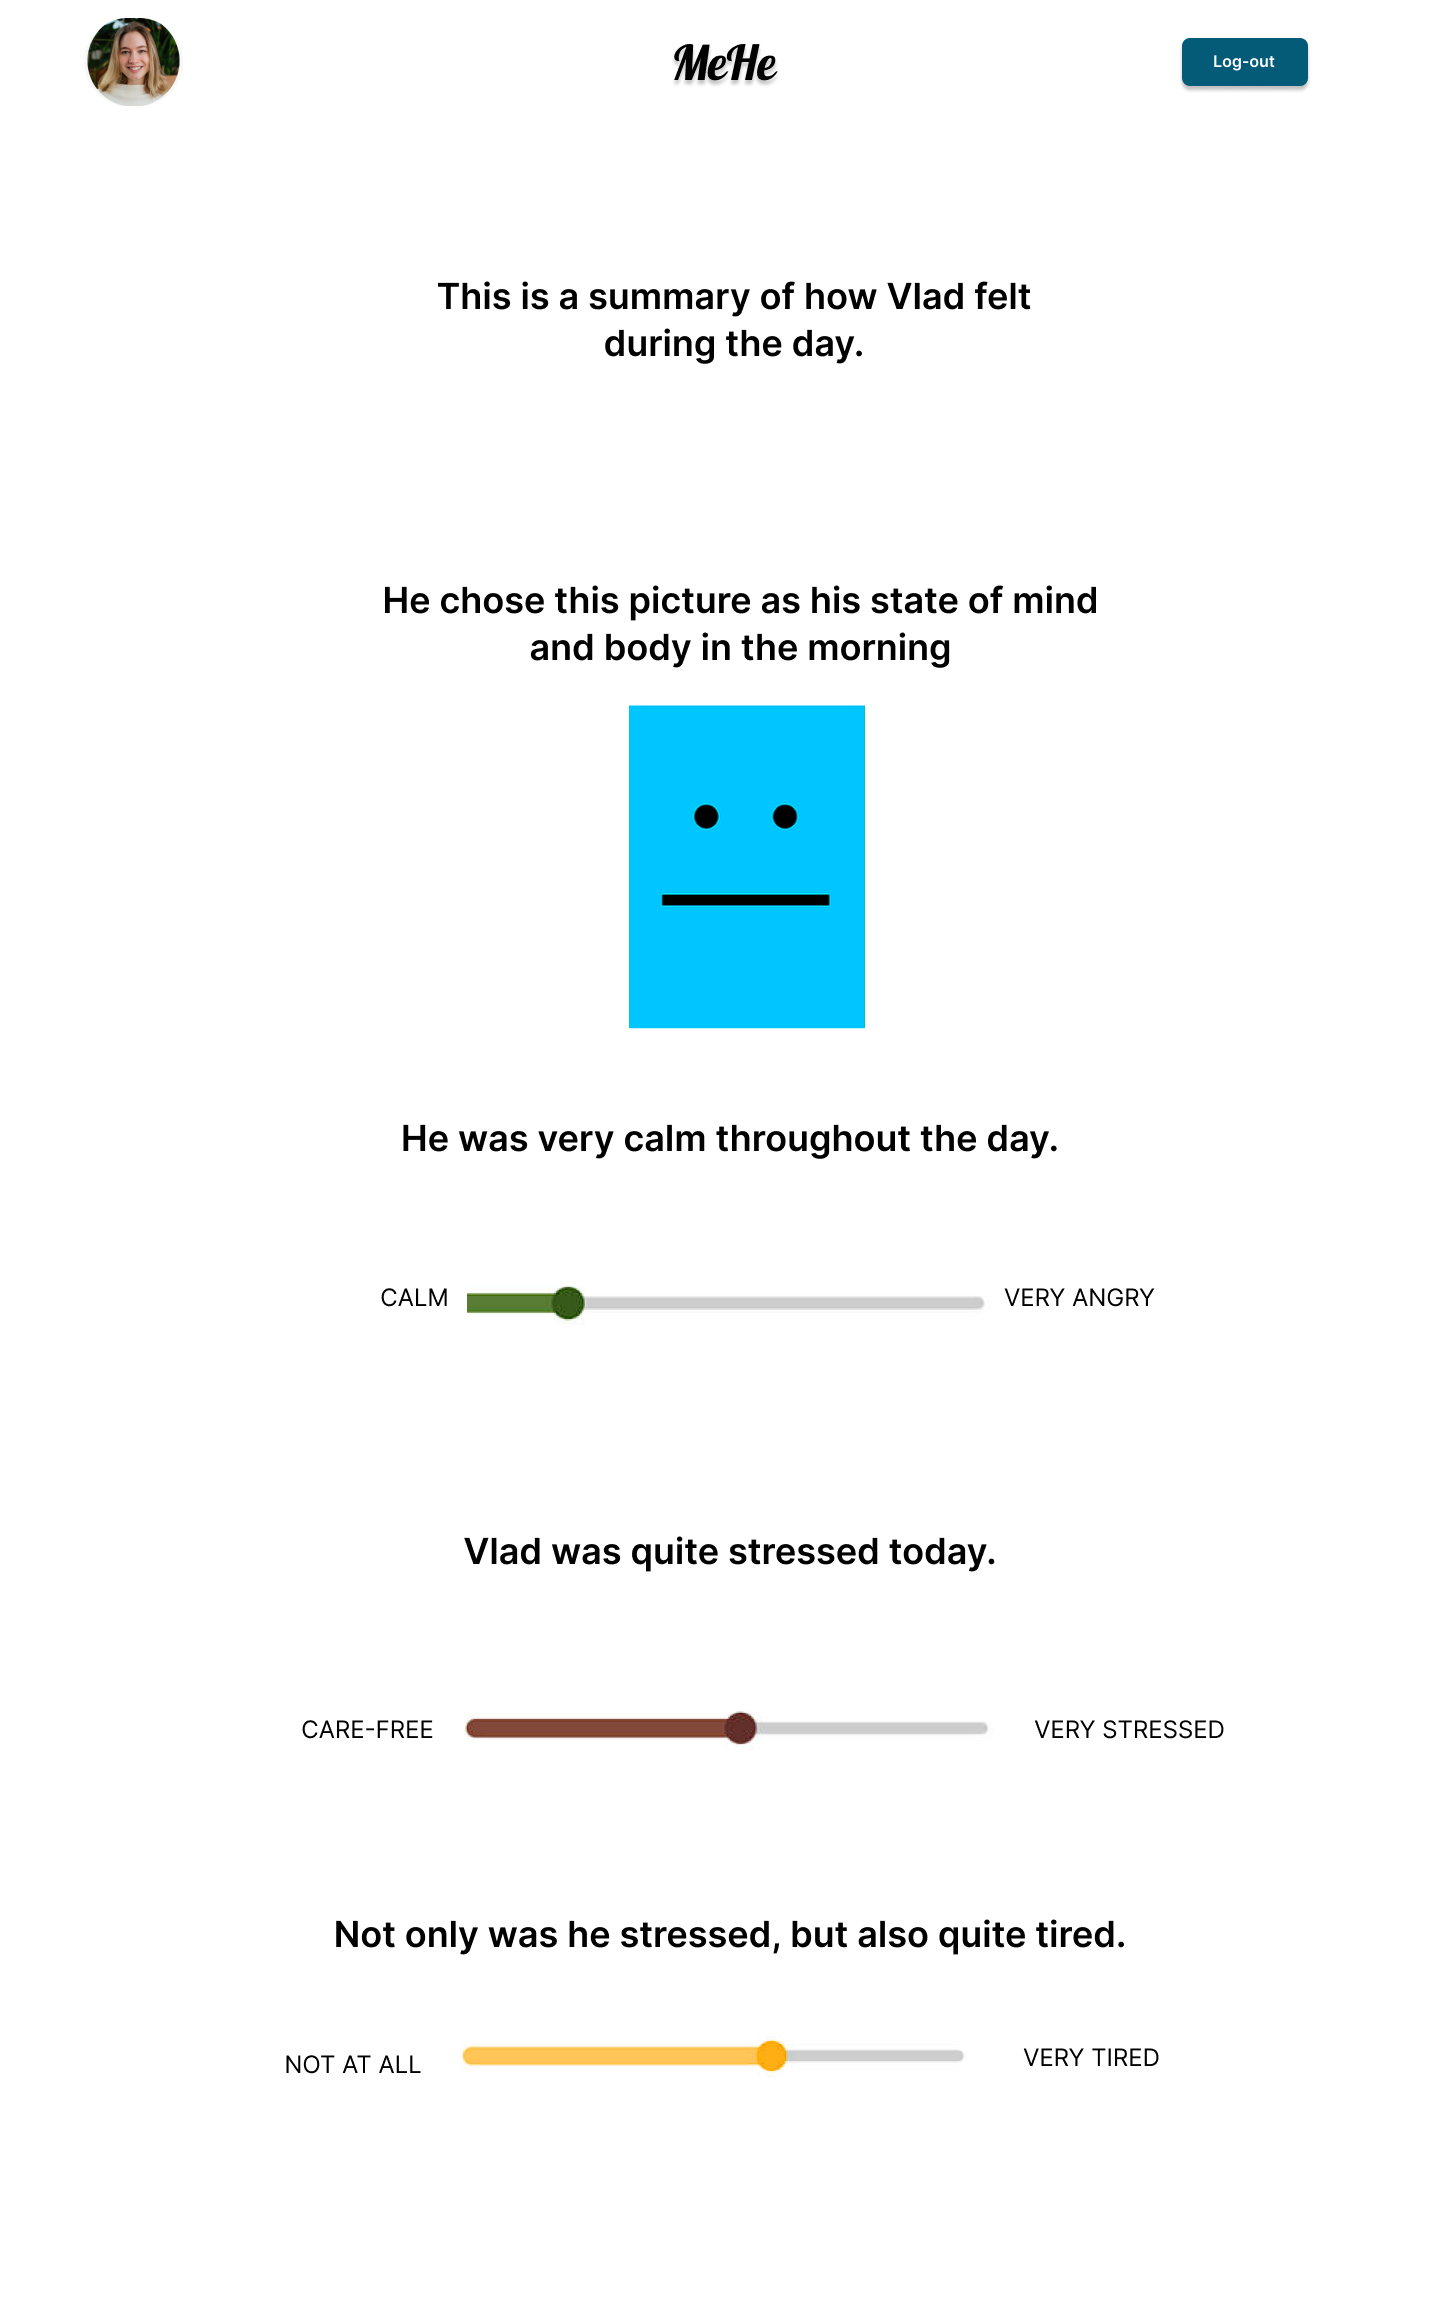 MeHe
Log-out
This is a summary of how Vlad felt
during the day.
He chose this picture as his state of mind
and body in the morning
He was very calm throughout the day.
CALM
VERY ANGRY
Vlad was quite stressed today.
CARE-FREE
VERY STRESSED
Not only was he stressed, but also quite tired.
NOT AT ALL
VERY TIRED